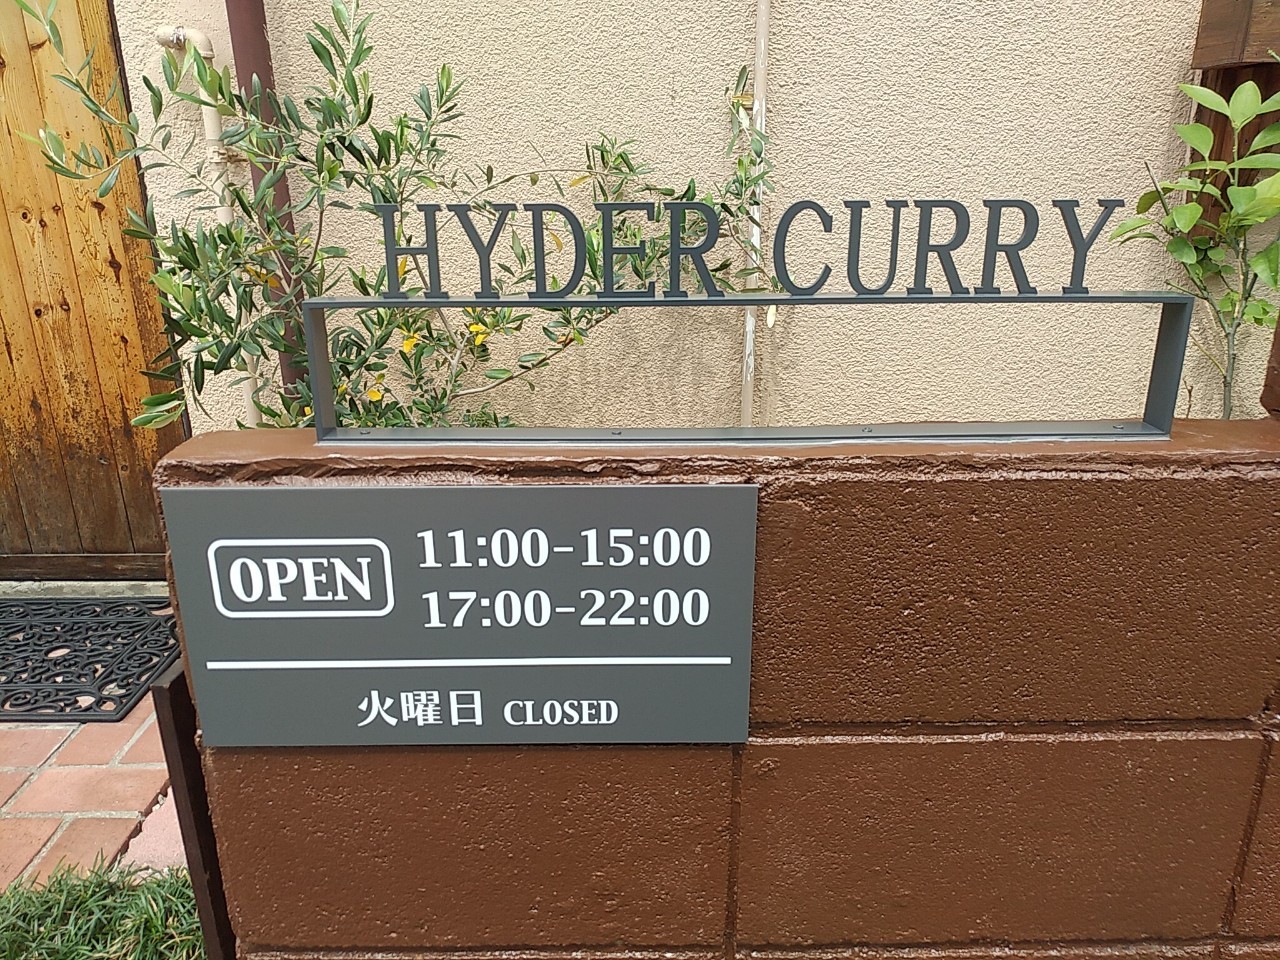 HYDER CURRY
OPEN 11:00-15:00
17:00-22:00
火曜日 CLOSED